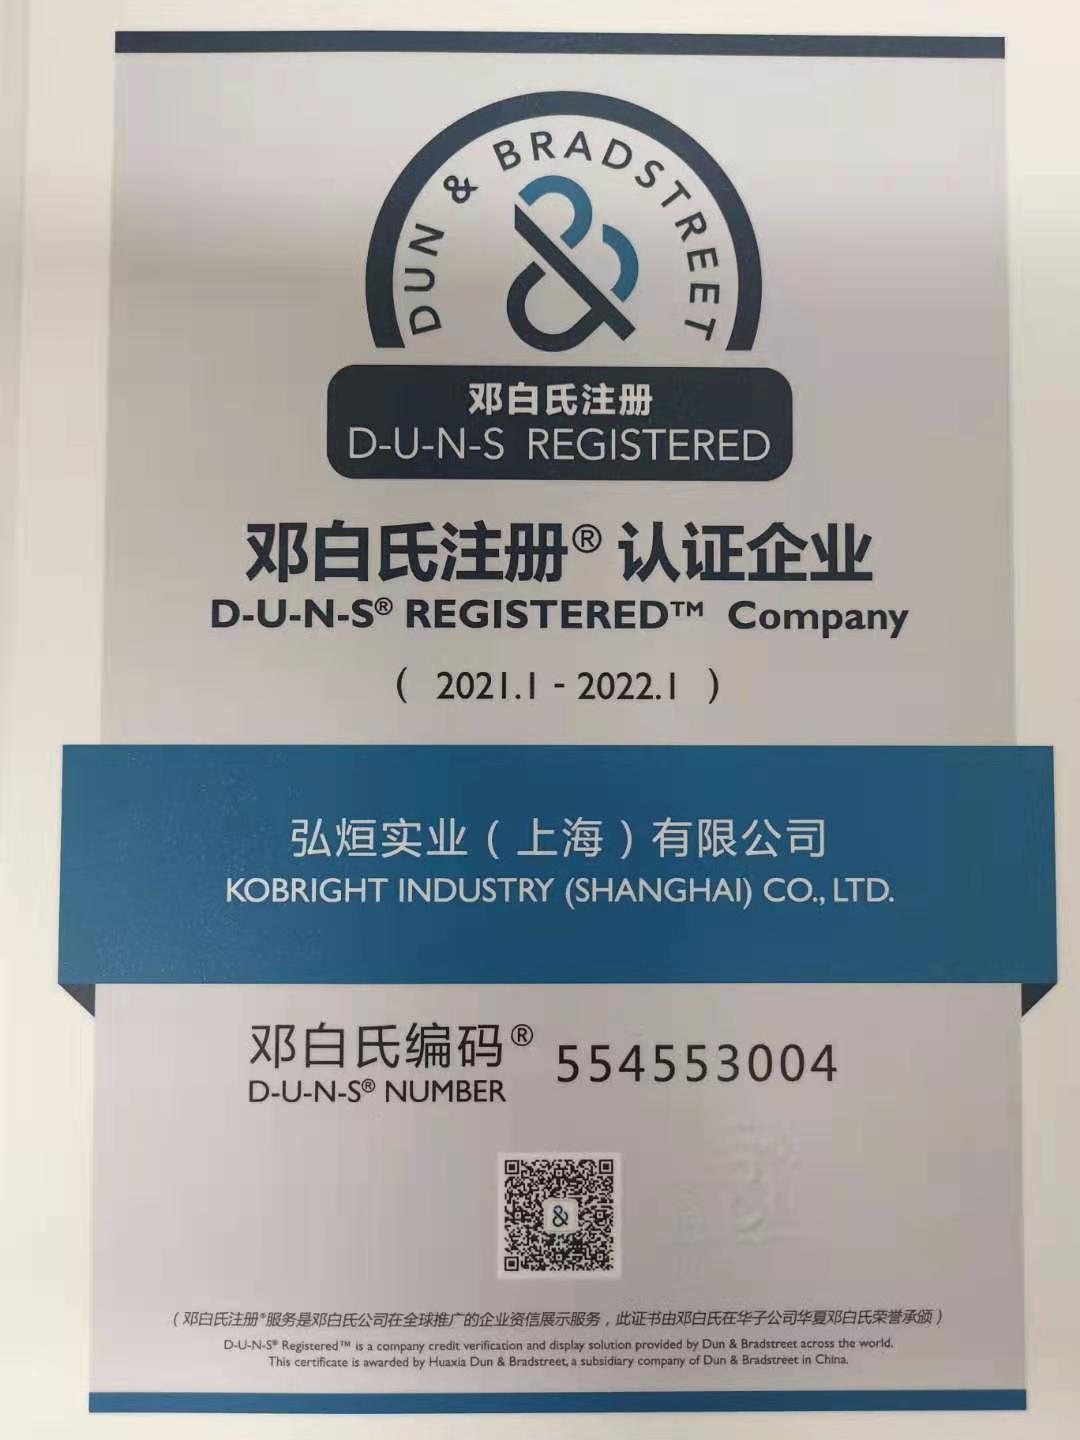 DUN & BRADSTREET
邓白氏注册
D-U-N-S REGISTERED
邓白氏注册® 认证企业
D-U-N-S® REGISTERED™ Company
( 2021.1 - 2022.1 )
弘烜实业（上海）有限公司
KOBRIGHT INDUSTRY (SHANGHAI) CO., LTD.
邓白氏编码® 554553004
D-U-N-S® NUMBER
&
（邓白氏注册®服务是邓白氏公司在全球推广的企业资信展示服务，此证书由邓白氏在华子公司华夏邓白氏荣誉承颁）
D-U-N-S® Registered™ is a company credit verification and display solution provided by Dun & Bradstreet across the world.
This certificate is awarded by Huaxia Dun & Bradstreet, a subsidiary company of Dun & Bradstreet in China.